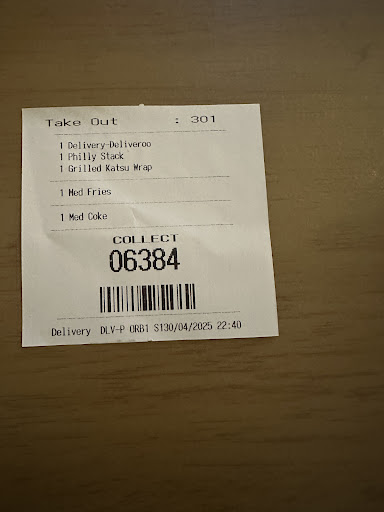 Take Out : 301
1 Delivery-Deliveroo
1 Philly Stack
1 Grilled Katsu Wrap
1 Med Fries
1 Med Coke
COLLECT
06384
Delivery DLV-P ORB1 S130/04/2025 22:40